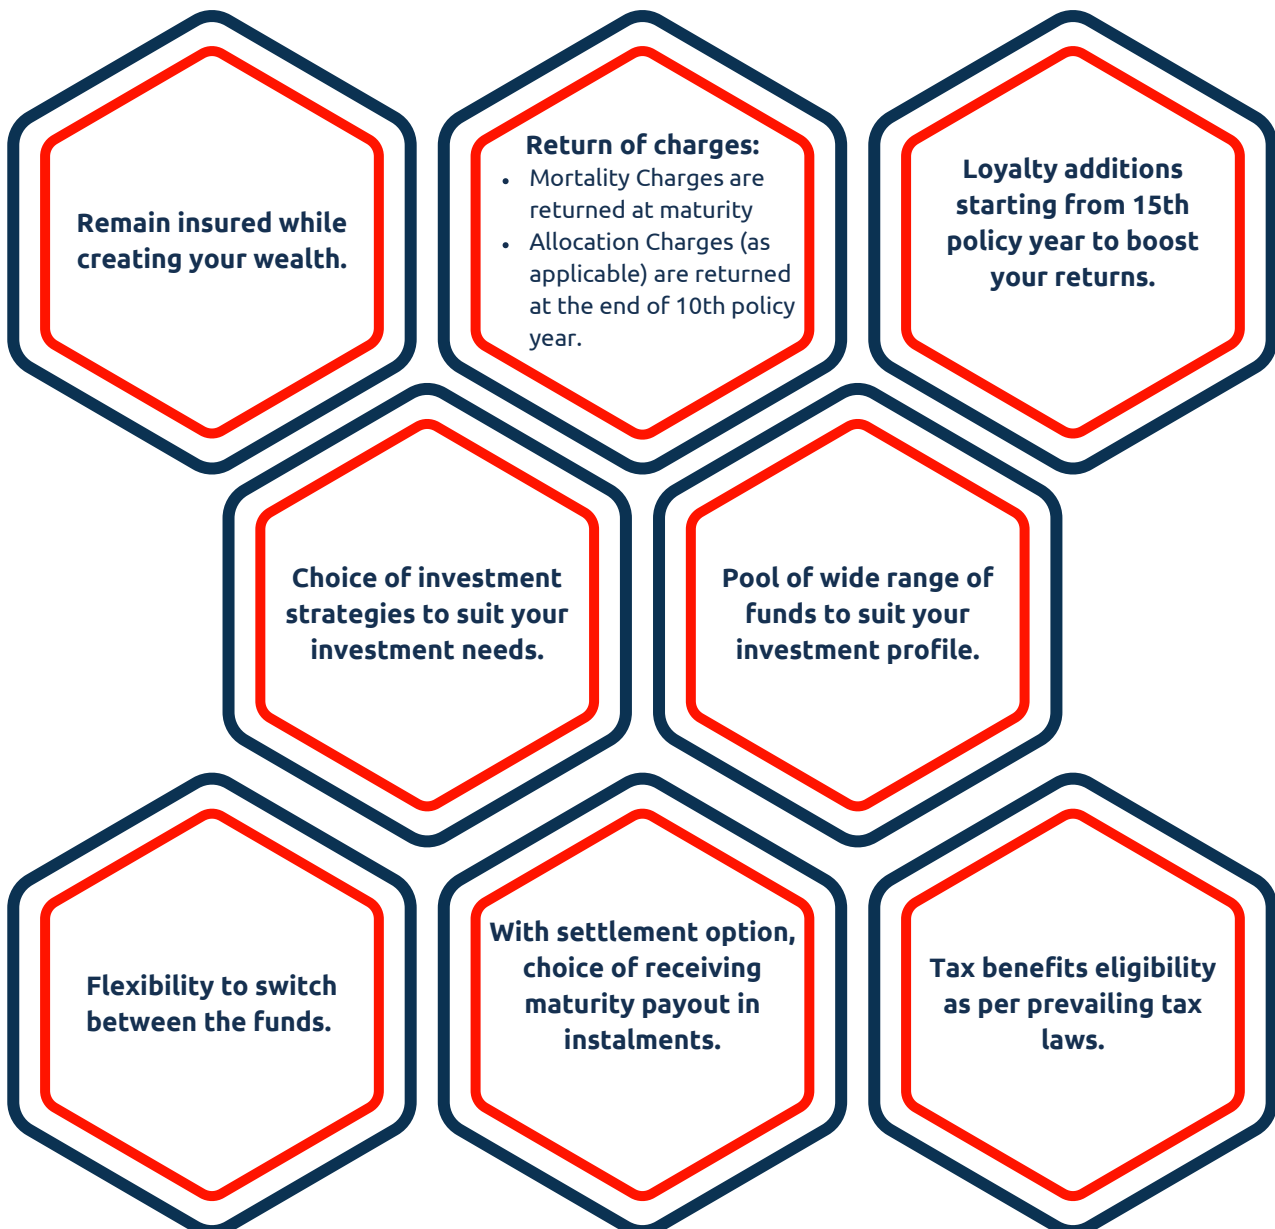 Remain insured while
creating your wealth.
Return of charges:
• Mortality Charges are
returned at maturity
• Allocation Charges (as
applicable) are returned
at the end of 10th policy
year.
Loyalty additions
starting from 15th
policy year to boost
your returns.
Choice of investment
strategies to suit your
investment needs.
Pool of wide range of
funds to suit your
investment profile.
Flexibility to switch
between the funds.
With settlement option,
choice of receiving
maturity payout in
instalments.
Tax benefits eligibility
as per prevailing tax
laws.